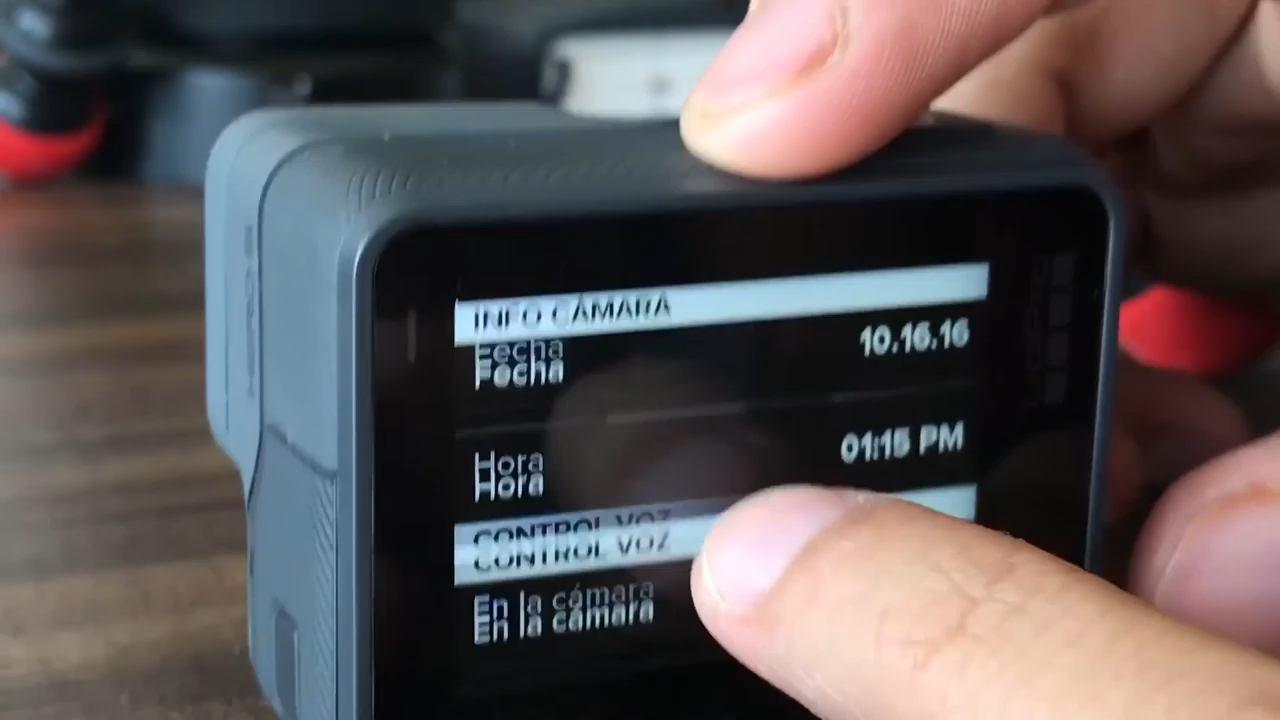 INFO CÁMARA
Fecha 10.16.16
Hora 01:15 PM
CONTROL VOZ
En la cámara